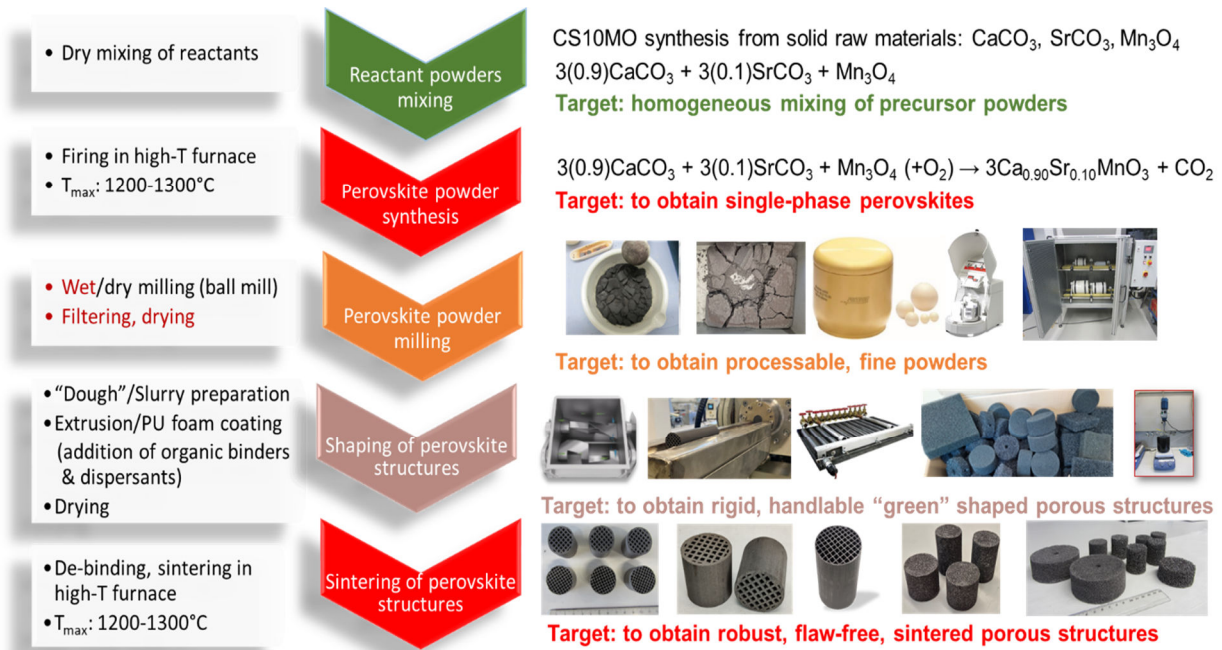 • Dry mixing of reactants
Reactant powders
mixing
CS10MO synthesis from solid raw materials: CaCO₃, SrCO₃, Mn₃O₄
3(0.9)CaCO₃ + 3(0.1)SrCO₃ + Mn₃O₄
Target: homogeneous mixing of precursor powders
• Firing in high-T furnace
• Tmax: 1200-1300°C
Perovskite powder
synthesis
3(0.9)CaCO₃ + 3(0.1)SrCO₃ + Mn₃O₄ (+O₂) → 3Ca₀.₉₀Sr₀.₁₀MnO₃ + CO₂
Target: to obtain single-phase perovskites
• Wet/dry milling (ball mill)
• Filtering, drying
Perovskite powder
milling
Target: to obtain processable, fine powders
• “Dough”/Slurry preparation
• Extrusion/PU foam coating
(addition of organic binders
& dispersants)
• Drying
Shaping of perovskite
structures
Target: to obtain rigid, handlable “green” shaped porous structures
• De-binding, sintering in
high-T furnace
• Tmax: 1200-1300°C
Sintering of perovskite
structures
Target: to obtain robust, flaw-free, sintered porous structures